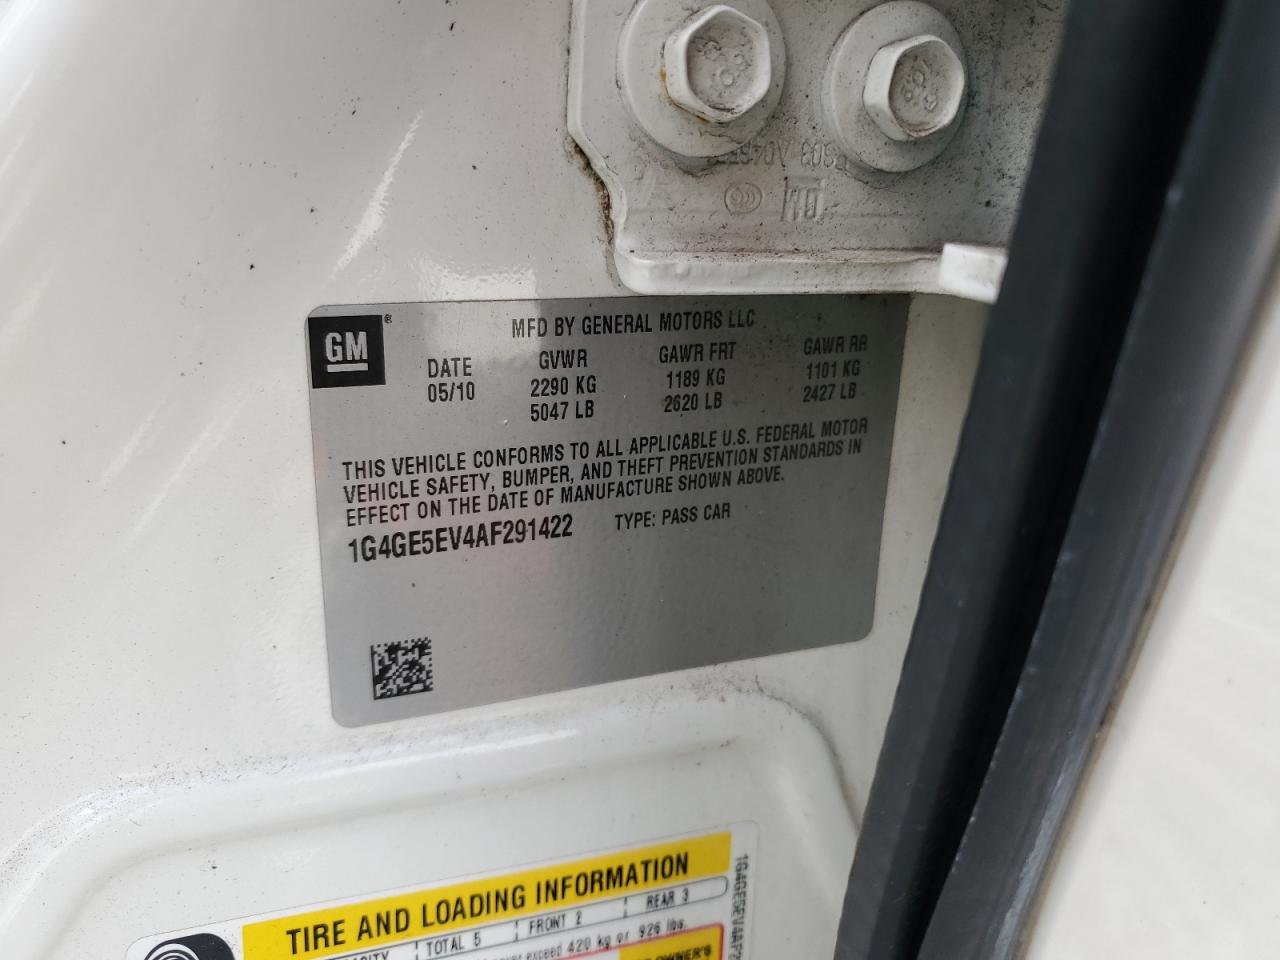 GM
MFD BY GENERAL MOTORS LLC
DATE GVWR GAWR FRT GAWR RR
05/10 2290 KG 1189 KG 1101 KG
5047 LB 2620 LB 2427 LB
THIS VEHICLE CONFORMS TO ALL APPLICABLE U.S. FEDERAL MOTOR
VEHICLE SAFETY, BUMPER, AND THEFT PREVENTION STANDARDS IN
EFFECT ON THE DATE OF MANUFACTURE SHOWN ABOVE.
1G4GE5EV4AF291422 TYPE: PASS CAR
TIRE AND LOADING INFORMATION
TOTAL 5 FRONT 2 REAR 3
exceed 420 kg or 926 lbs.